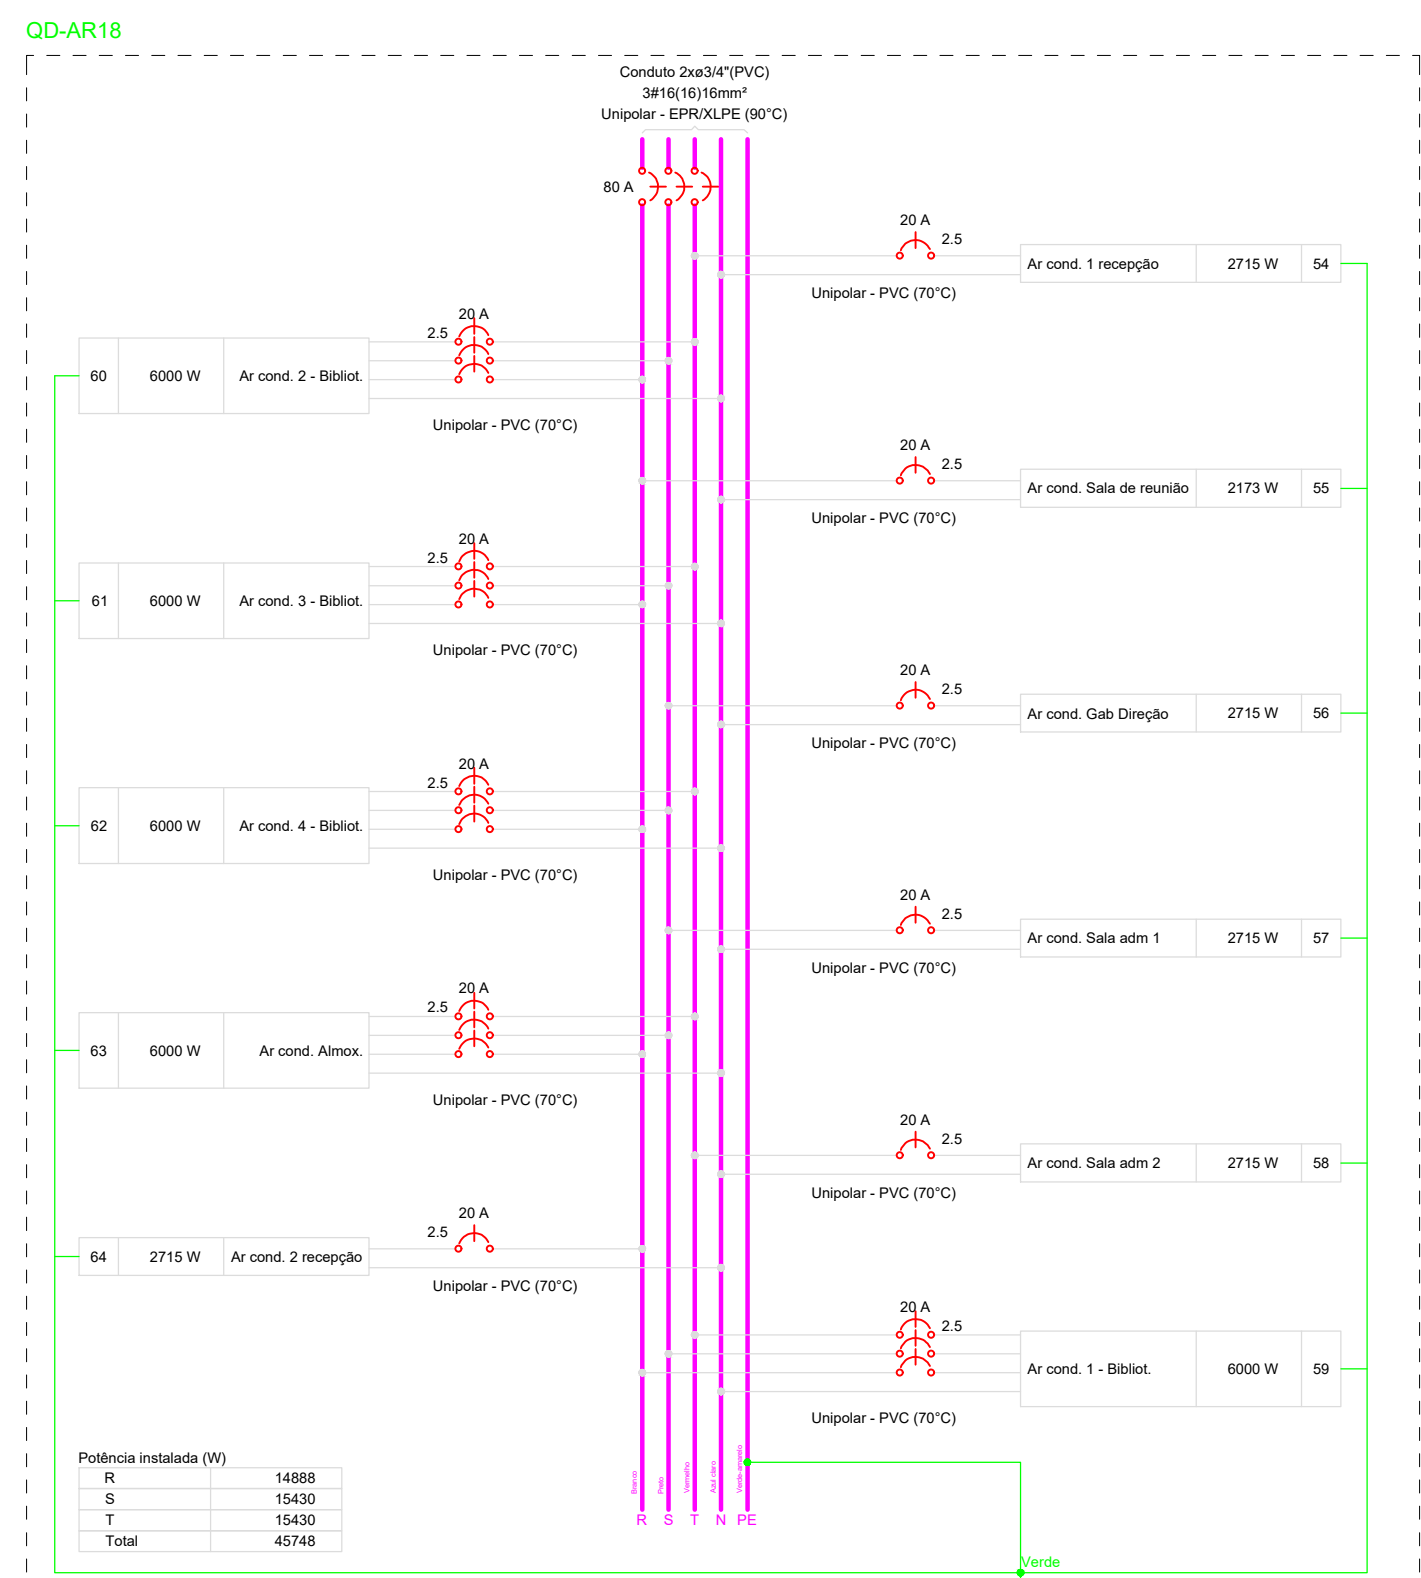 QD-AR18
Conduto 2xø3/4"(PVC)
3#16(16)16mm²
Unipolar - EPR/XLPE (90°C)
80 A
20 A
2.5
Ar cond. 1 recepção 2715 W 54
Unipolar - PVC (70°C)
20 A
2.5
60 6000 W Ar cond. 2 - Bibliot.
Unipolar - PVC (70°C)
20 A
2.5
Ar cond. Sala de reunião 2173 W 55
Unipolar - PVC (70°C)
20 A
2.5
61 6000 W Ar cond. 3 - Bibliot.
Unipolar - PVC (70°C)
20 A
2.5
Ar cond. Gab Direção 2715 W 56
Unipolar - PVC (70°C)
20 A
2.5
62 6000 W Ar cond. 4 - Bibliot.
Unipolar - PVC (70°C)
20 A
2.5
Ar cond. Sala adm 1 2715 W 57
Unipolar - PVC (70°C)
20 A
2.5
63 6000 W Ar cond. Almox.
Unipolar - PVC (70°C)
20 A
2.5
Ar cond. Sala adm 2 2715 W 58
Unipolar - PVC (70°C)
20 A
2.5
64 2715 W Ar cond. 2 recepção
Unipolar - PVC (70°C)
20 A
2.5
Ar cond. 1 - Bibliot. 6000 W 59
Unipolar - PVC (70°C)
Potência instalada (W)
R 14888
S 15430
T 15430
Total 45748
Branco
Preto
Vermelho
Azul claro
Verde-amarelo
R S T N PE
Verde